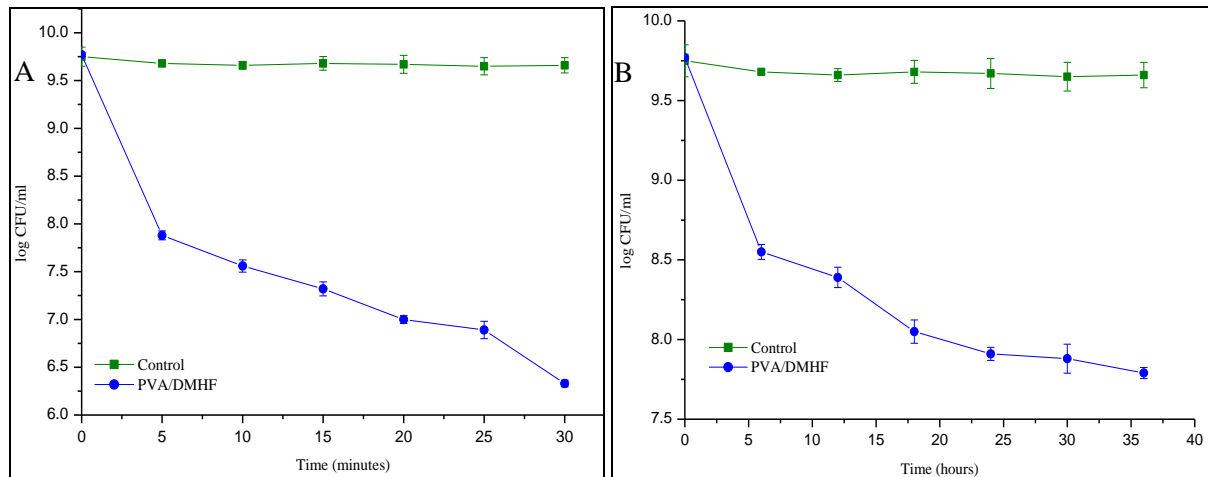 A
10.0
9.5
9.0
8.5
8.0
7.5
7.0
6.5
6.0
log CFU/ml
Control
PVA/DMHF
0 5 10 15 20 25 30
Time (minutes)
B
10.0
9.5
9.0
8.5
8.0
7.5
log CFU/ml
Control
PVA/DMHF
0 5 10 15 20 25 30 35 40
Time (hours)